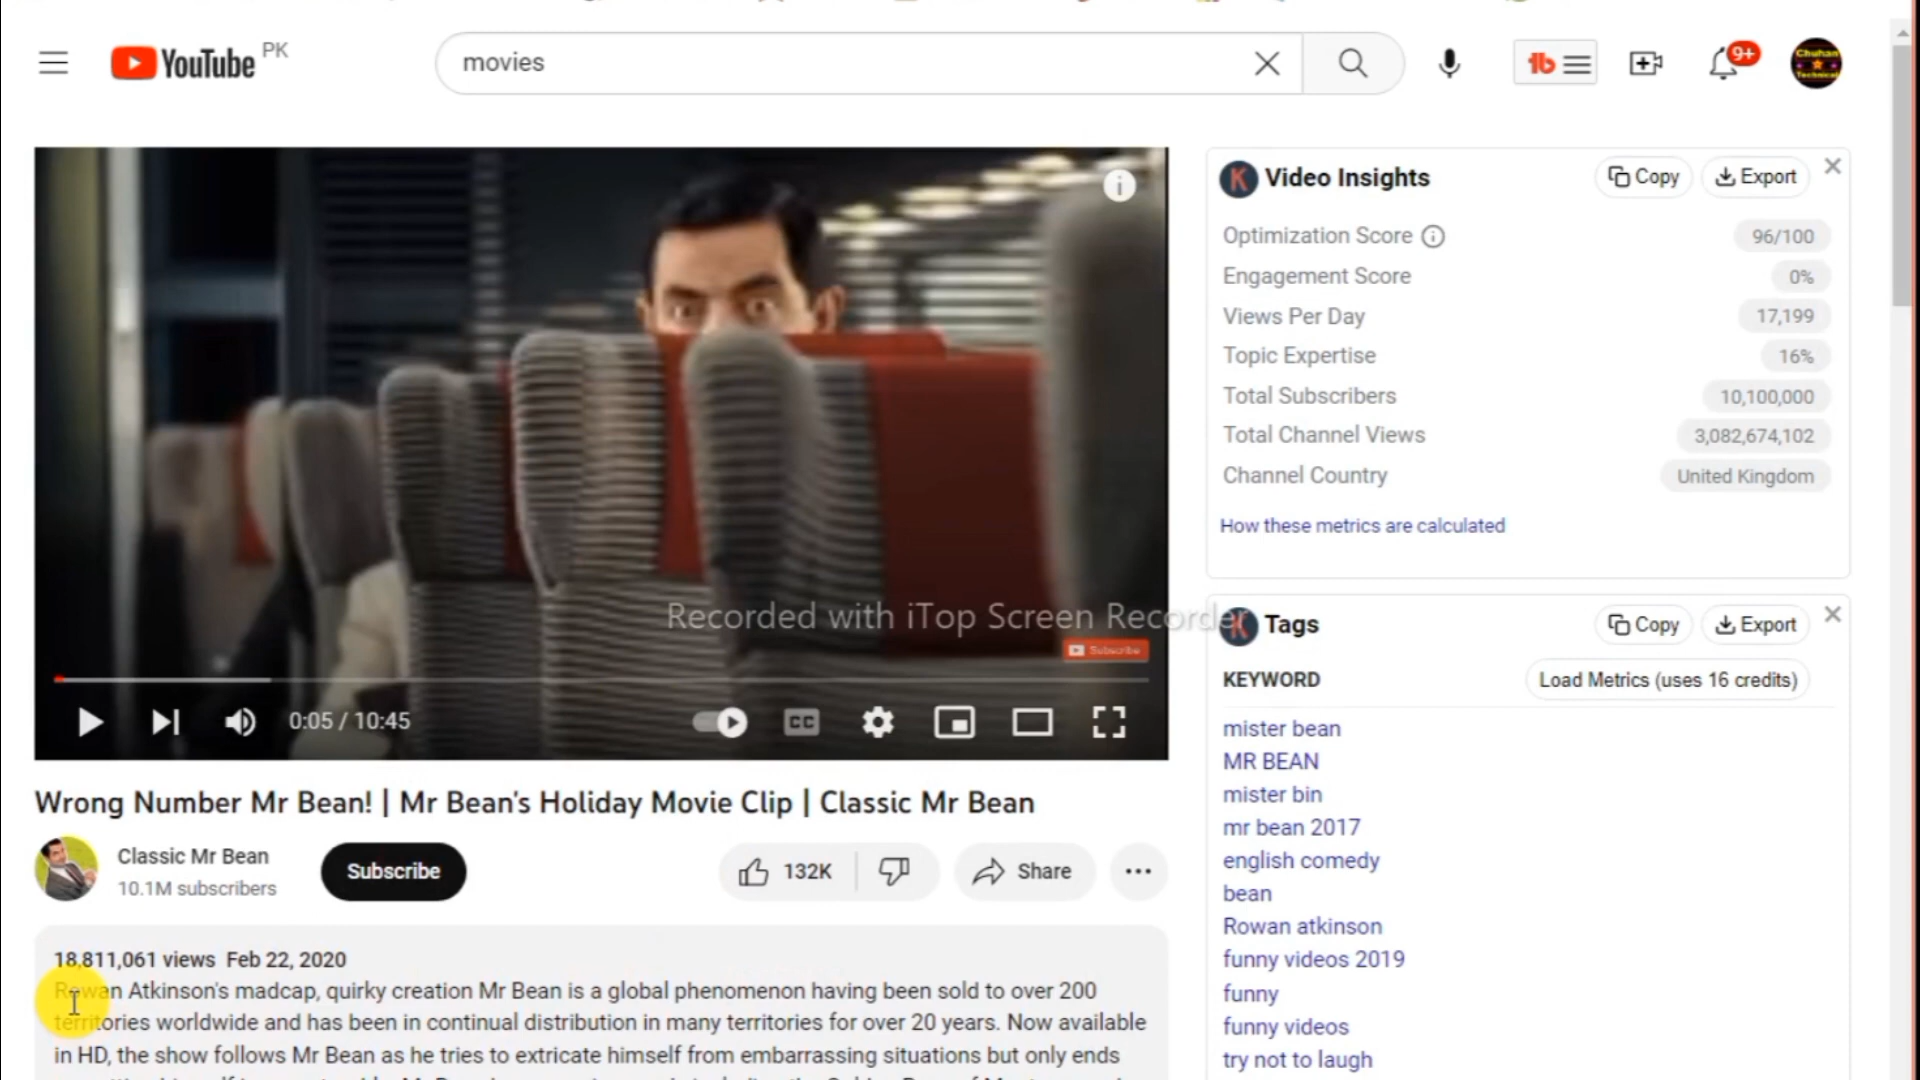 YouTube PK
movies
9+
Chuhan
Technical
i
Recorded with iTop Screen Recorder
Subscribe
0:05 / 10:45
CC
Wrong Number Mr Bean! | Mr Bean's Holiday Movie Clip | Classic Mr Bean
Classic Mr Bean
10.1M subscribers
Subscribe
132K
Share
18,811,061 views Feb 22, 2020
Rowan Atkinson's madcap, quirky creation Mr Bean is a global phenomenon having been sold to over 200
territories worldwide and has been in continual distribution in many territories for over 20 years. Now available
in HD, the show follows Mr Bean as he tries to extricate himself from embarrassing situations but only ends
K Video Insights
Copy
Export
Optimization Score 96/100
Engagement Score 0%
Views Per Day 17,199
Topic Expertise 16%
Total Subscribers 10,100,000
Total Channel Views 3,082,674,102
Channel Country United Kingdom
How these metrics are calculated
K Tags
Copy
Export
KEYWORD
Load Metrics (uses 16 credits)
mister bean
MR BEAN
mister bin
mr bean 2017
english comedy
bean
Rowan atkinson
funny videos 2019
funny
funny videos
try not to laugh